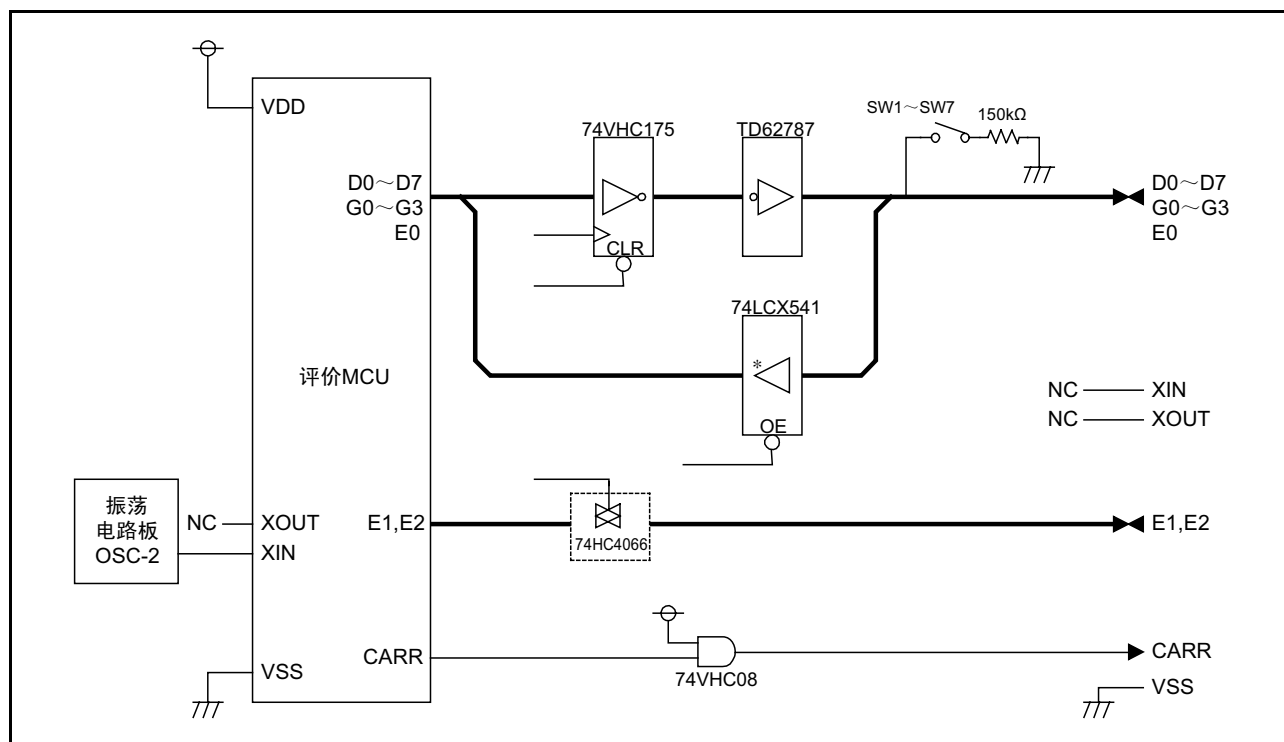 VDD
74VHC175
TD62787
SW1～SW7
150kΩ
D0～D7
G0～G3
E0
CLR
D0～D7
G0～G3
E0
74LCX541
*
OE
评价MCU
NC
XIN
NC
XOUT
振荡
电路板
OSC-2
NC
XOUT
XIN
E1,E2
74HC4066
E1,E2
VSS
CARR
74VHC08
CARR
VSS